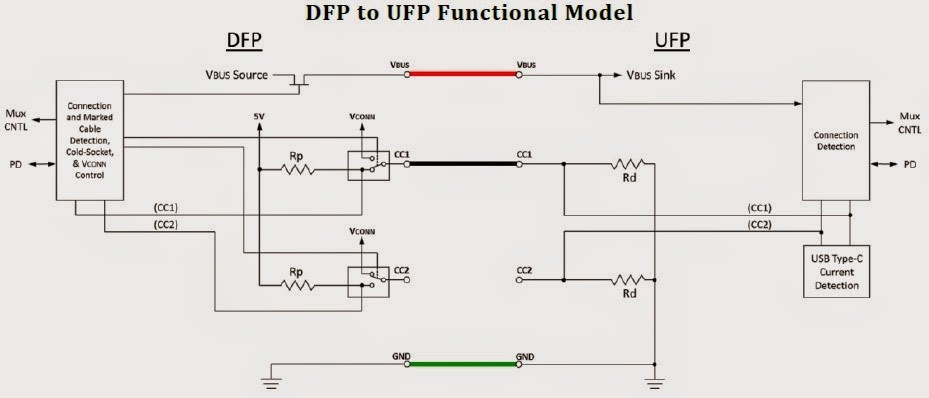 DFP to UFP Functional Model
DFP
UFP
VBUS Source
VBUS
VBUS
VBUS Sink
Connection
and Marked
Cable
Detection,
Cold-Socket,
& VCONN
Control
Mux
CNTL
PD
5V
VCONN
Rp
CC1
CC1
Rd
(CC1)
(CC2)
VCONN
Rp
CC2
CC2
Rd
(CC1)
(CC2)
Connection
Detection
Mux
CNTL
PD
USB Type-C
Current
Detection
GND
GND